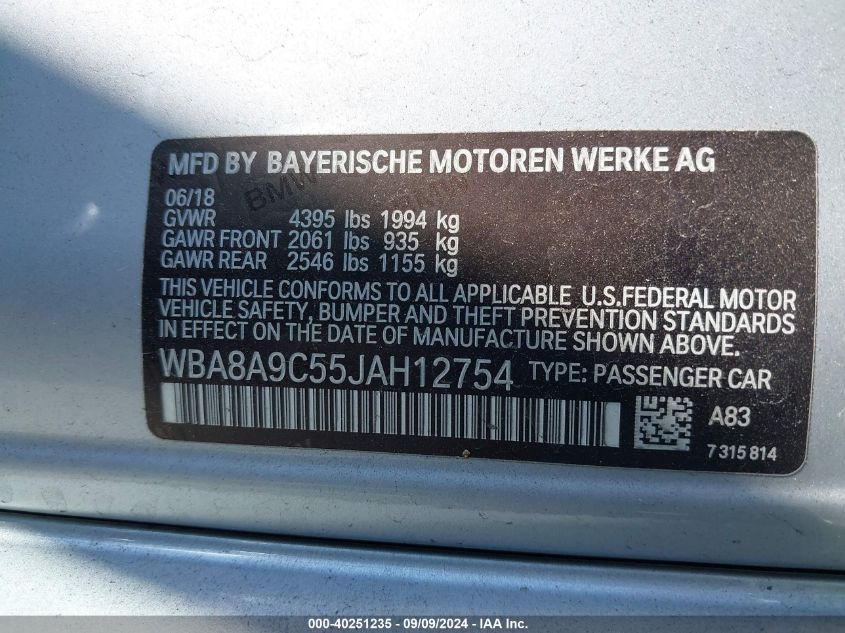 MFD BY BAYERISCHE MOTOREN WERKE AG
06/18
GVWR 4395 lbs 1994 kg
GAWR FRONT 2061 lbs 935 kg
GAWR REAR 2546 lbs 1155 kg
THIS VEHICLE CONFORMS TO ALL APPLICABLE U.S.FEDERAL MOTOR
VEHICLE SAFETY, BUMPER AND THEFT PREVENTION STANDARDS
IN EFFECT ON THE DATE OF MANUFACTURE SHOWN ABOVE.
WBA8A9C55JAH12754 TYPE: PASSENGER CAR
A83
7 315 814
000-40251235 - 09/09/2024 - © IAA, Inc.